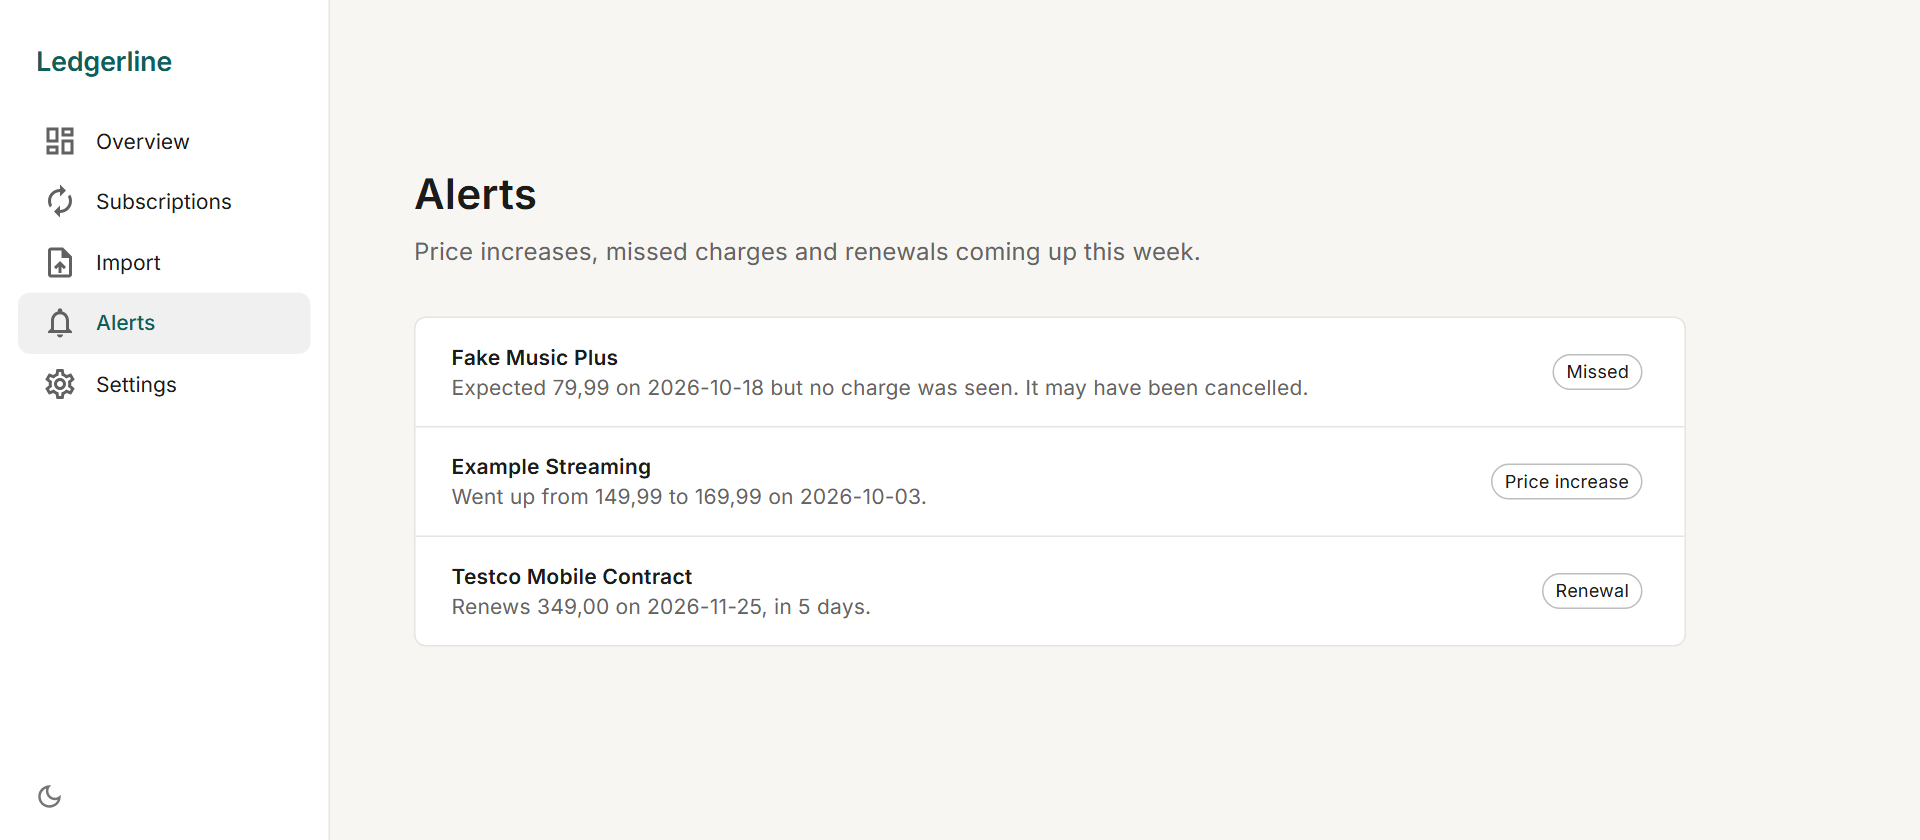 Ledgerline
Overview
Subscriptions
Import
Alerts
Settings
Alerts
Price increases, missed charges and renewals coming up this week.
Fake Music Plus
Expected 79,99 on 2026-10-18 but no charge was seen. It may have been cancelled.
Missed
Example Streaming
Went up from 149,99 to 169,99 on 2026-10-03.
Price increase
Testco Mobile Contract
Renews 349,00 on 2026-11-25, in 5 days.
Renewal